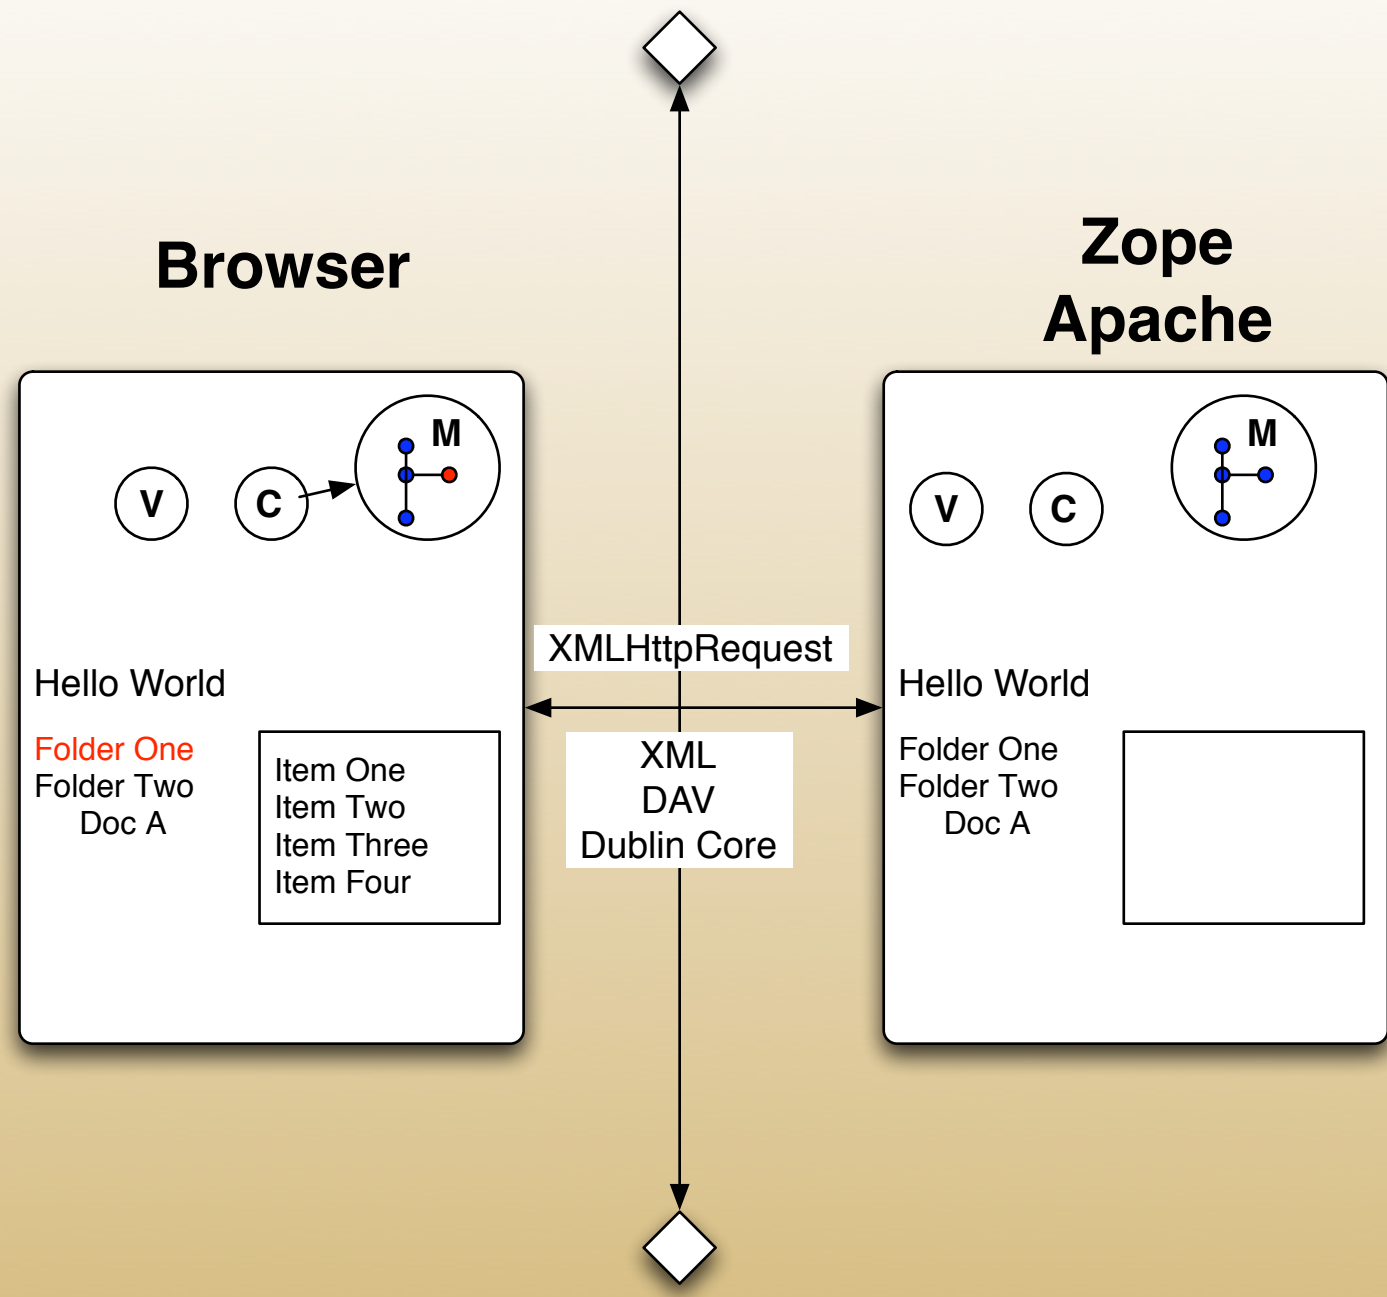 Browser
V
C
M
Hello World
Folder One
Folder Two
Doc A
Item One
Item Two
Item Three
Item Four
XMLHttpRequest
XML
DAV
Dublin Core
Zope
Apache
V
C
M
Hello World
Folder One
Folder Two
Doc A